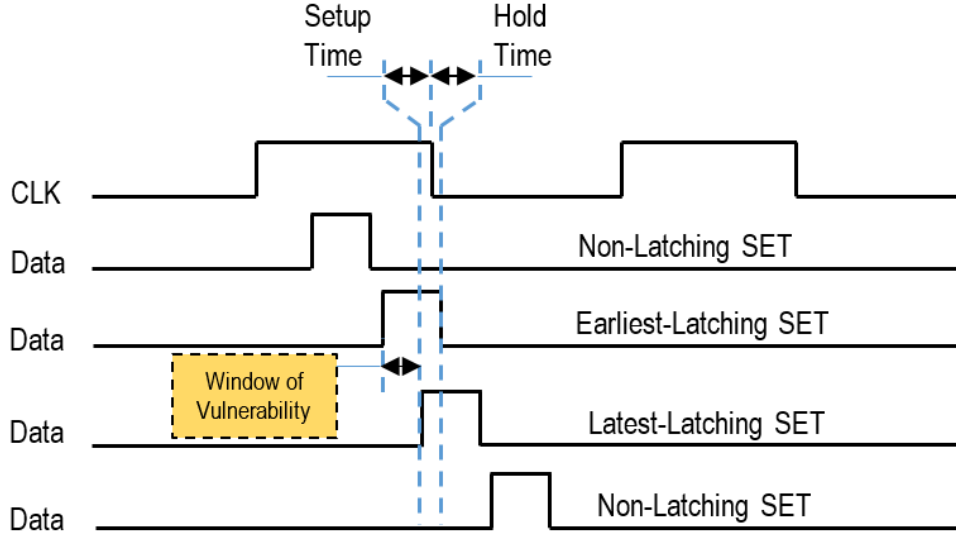 Setup
Time
Hold
Time
CLK
Data
Non-Latching SET
Data
Earliest-Latching SET
Window of
Vulnerability
Data
Latest-Latching SET
Data
Non-Latching SET